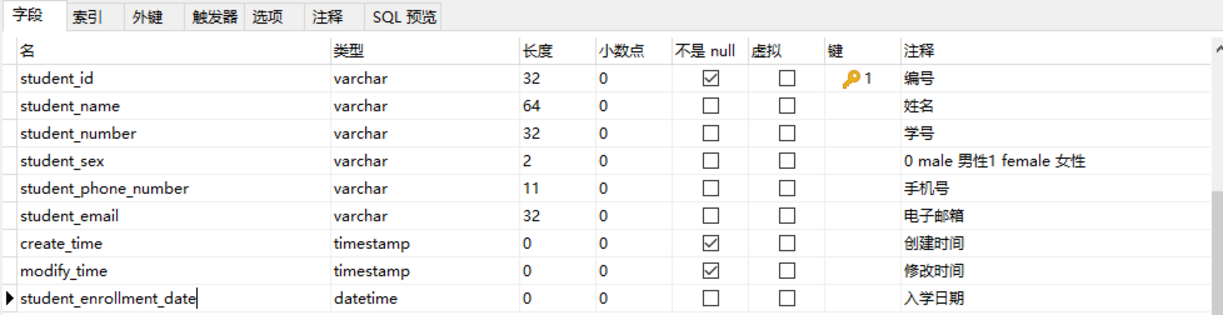 字段 索引 外键 触发器 选项 注释 SQL 预览
名 类型 长度 小数点 不是 null 虚拟 键 注释
student_id varchar 32 0 1 编号
student_name varchar 64 0 姓名
student_number varchar 32 0 学号
student_sex varchar 2 0 0 male 男性1 female 女性
student_phone_number varchar 11 0 手机号
student_email varchar 32 0 电子邮箱
create_time timestamp 0 0 创建时间
modify_time timestamp 0 0 修改时间
student_enrollment_date datetime 0 0 入学日期